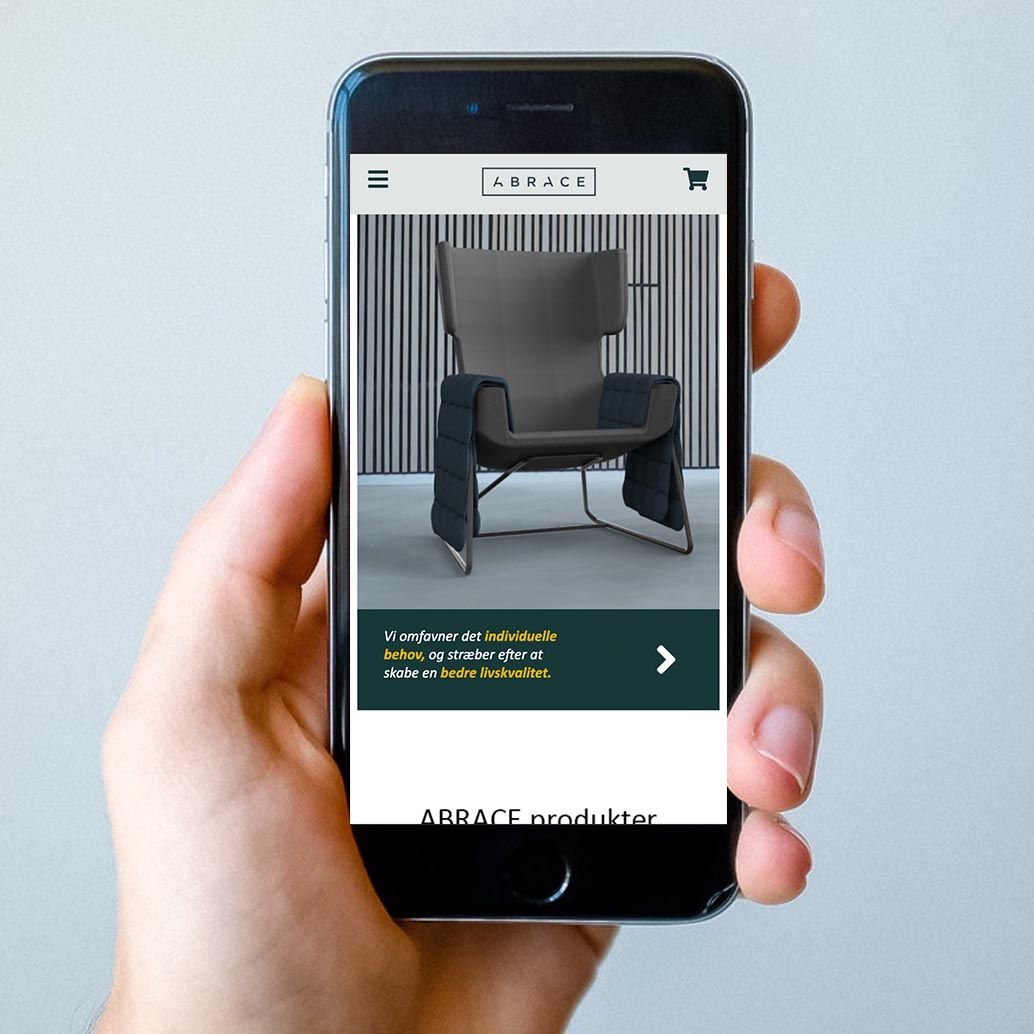 ABRACE
Vi omfavner det individuelle
behov, og stræber efter at
skabe en bedre livskvalitet.
ABRACE produkter